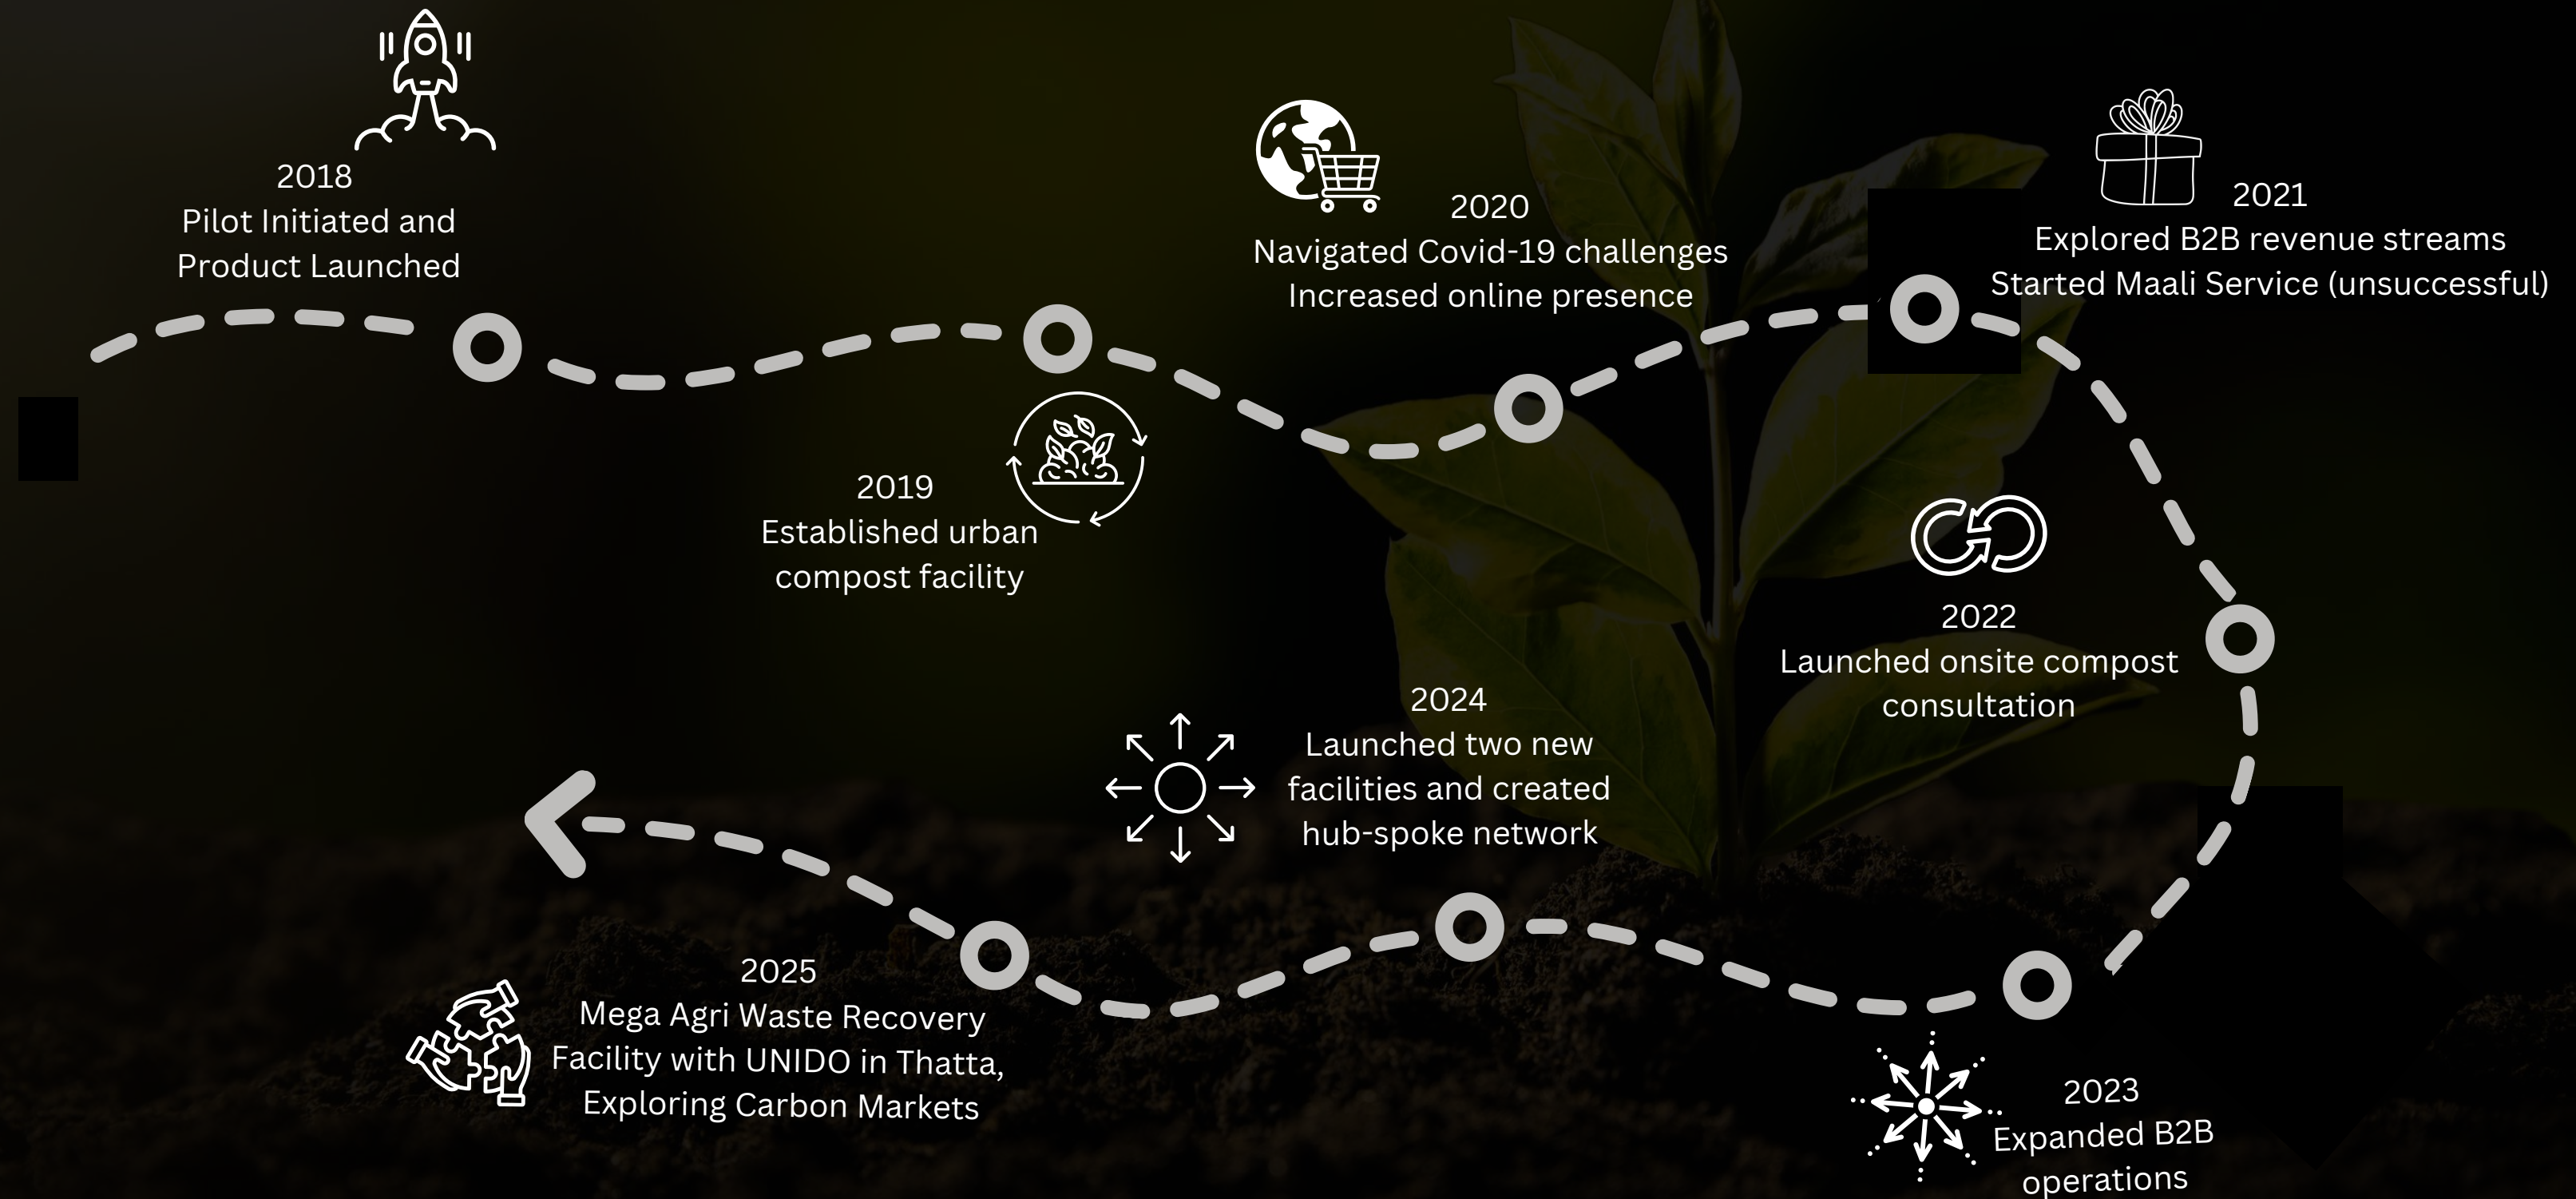 2018
Pilot Initiated and
Product Launched
2019
Established urban
compost facility
2020
Navigated Covid-19 challenges
Increased online presence
2021
Explored B2B revenue streams
Started Maali Service (unsuccessful)
2022
Launched onsite compost
consultation
2023
Expanded B2B
operations
2024
Launched two new
facilities and created
hub-spoke network
2025
Mega Agri Waste Recovery
Facility with UNIDO in Thatta,
Exploring Carbon Markets